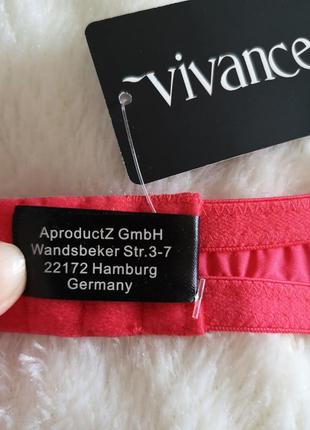 vivance
AproductZ GmbH
Wandsbeker Str.3-7
22172 Hamburg
Germany